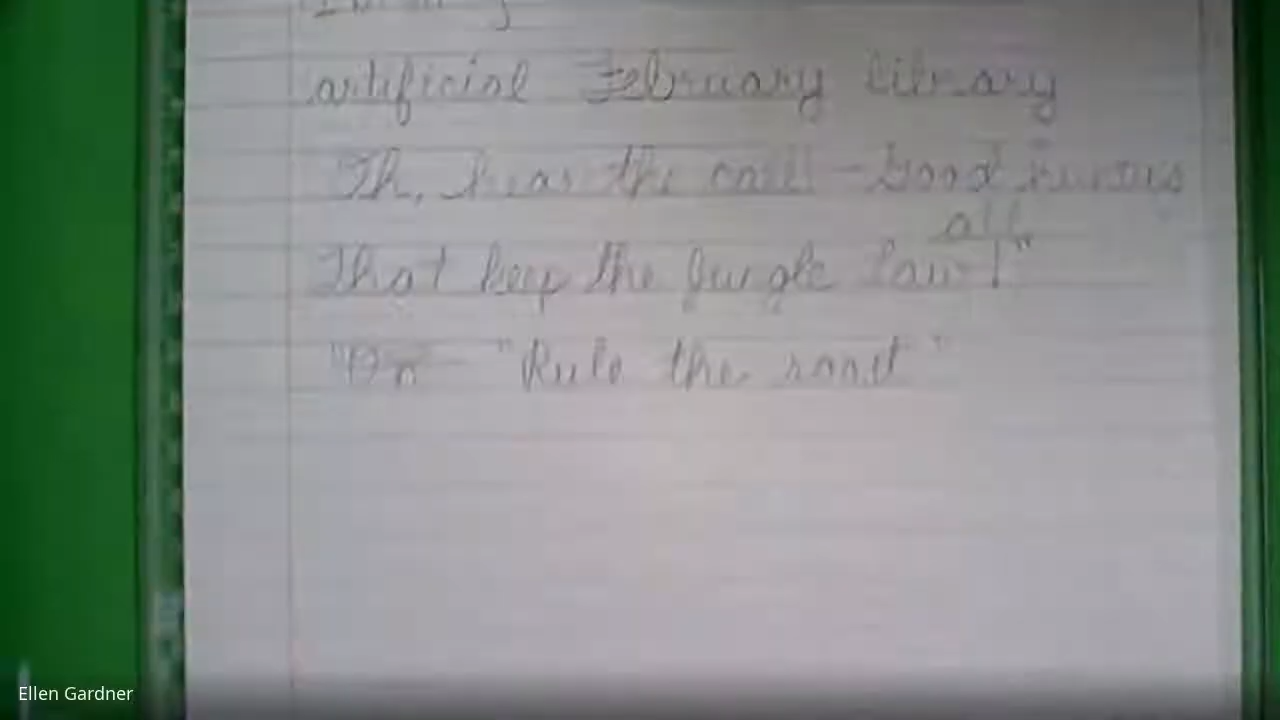 artificial February library
Oh, hear the call! - Good hunting
all
That keep the Jungle Law!"
"On "Rule the
Ellen Gardner